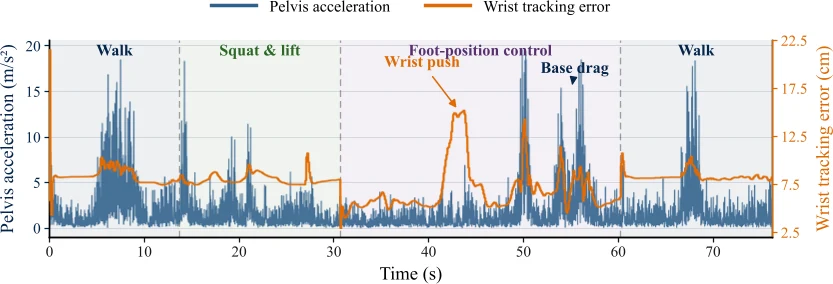 Pelvis acceleration Wrist tracking error
Walk Squat & lift Foot-position control Walk
Wrist push
Base drag
Pelvis acceleration (m/s²)
20
15
10
5
0
Wrist tracking error (cm)
22.5
17.5
12.5
7.5
2.5
0 10 20 30 40 50 60 70
Time (s)